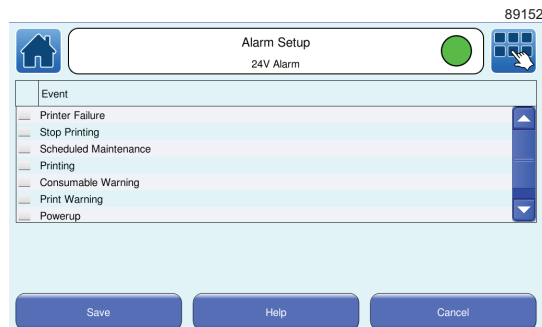 89152
Alarm Setup
24V Alarm
Event
Printer Failure
Stop Printing
Scheduled Maintenance
Printing
Consumable Warning
Print Warning
Powerup
Save Help Cancel